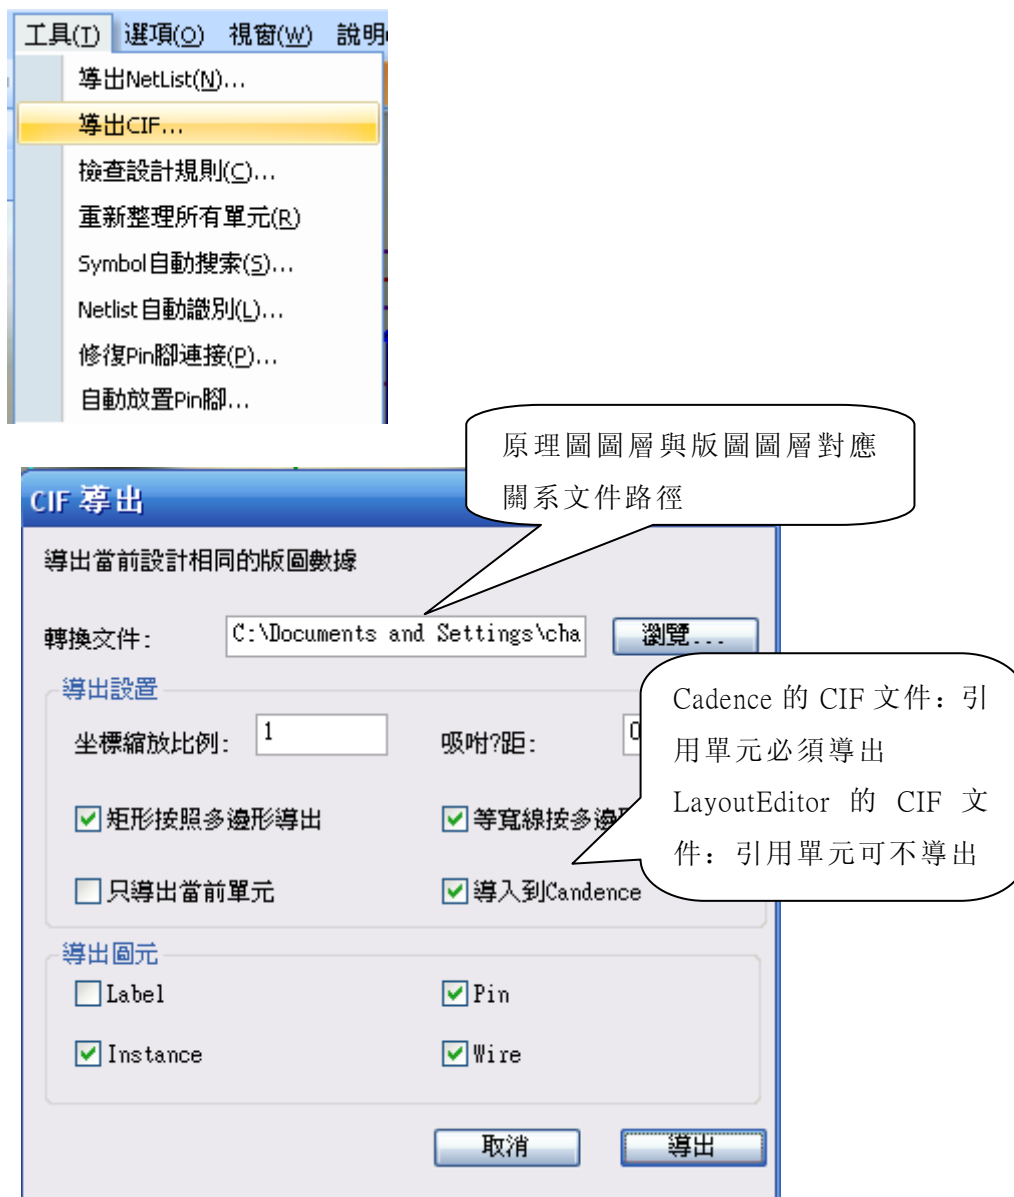 工具(T) 選項(O) 視窗(W) 說明
導出NetList(N)...
導出CIF...
檢查設計規則(C)...
重新整理所有單元(R)
Symbol自動搜索(S)...
Netlist自動識別(L)...
修復Pin腳連接(P)...
自動放置Pin腳...
原理圖圖層與版圖圖層對應
關系文件路徑
CIF 導出
導出當前設計相同的版圖數據
轉換文件: C:\Documents and Settings\cha 瀏覽...
導出設置
坐標縮放比例: 1 吸咐?距: 0
Cadence 的 CIF 文件：引
用單元必須導出
LayoutEditor 的 CIF 文
件：引用單元可不導出
矩形按照多邊形導出 等寬線按多邊
只導出當前單元 導入到Candence
導出圖元
Label Pin
Instance Wire
取消 導出